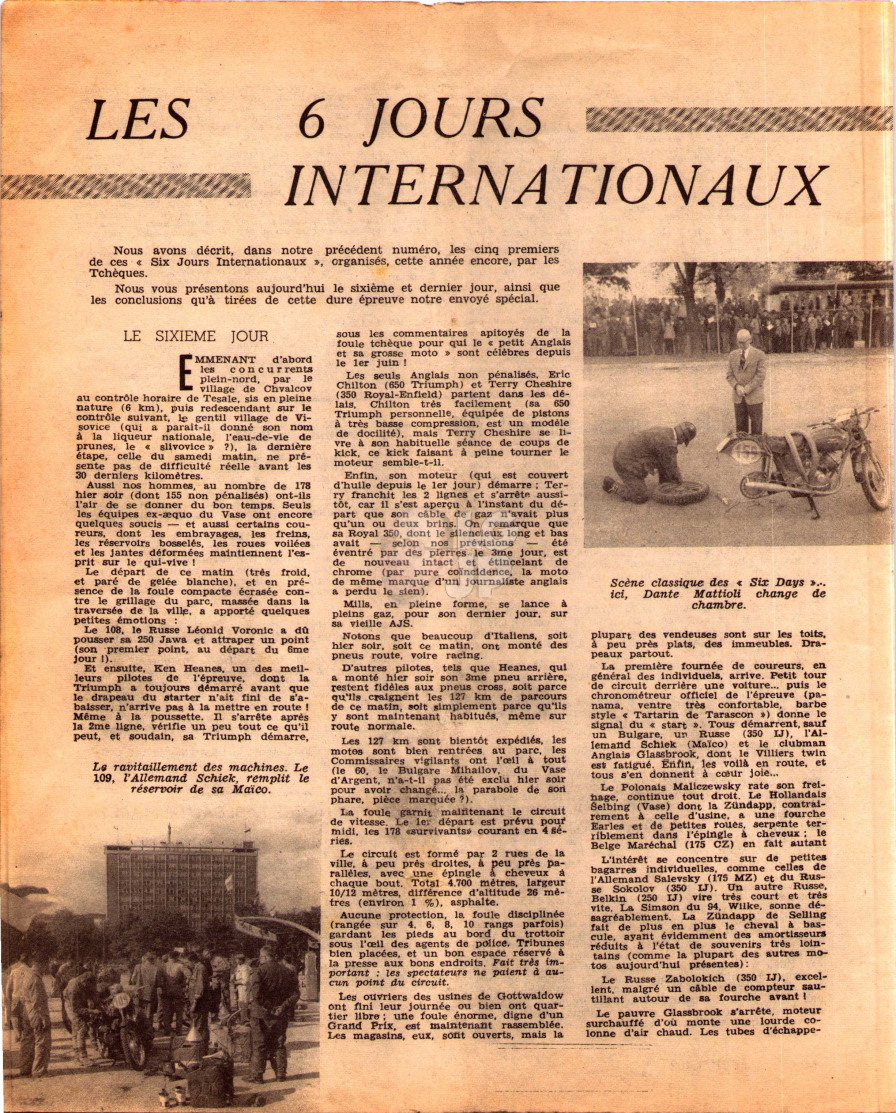 LES 6 JOURS
INTERNATIONAUX
Nous avons décrit, dans notre précédent numéro, les cinq premiers
de ces « Six Jours Internationaux », organisés, cette année encore, par les
Tchèques.
Nous vous présentons aujourd'hui le sixième et dernier jour, ainsi que
les conclusions qu'à tirées de cette dure épreuve notre envoyé spécial.
LE SIXIEME JOUR
EMMENANT d'abord
les concurrents
plein-nord, par le
village de Chvalcov
au contrôle horaire de Tesale, sis en pleine
nature (6 km), puis redescendant sur le
contrôle suivant, le gentil village de Vi-
sovice (qui a parait-il donné son nom
à la liqueur nationale, l'eau-de-vie de
prunes, le « slivovice » ?), la dernière
étape, celle du samedi matin, ne pré-
sente pas de difficulté réelle avant les
30 derniers kilomètres.
Aussi nos hommes, au nombre de 178
hier soir (dont 155 non pénalisés) ont-ils
l'air de se donner du bon temps. Seuls
les équipes ex-æquo du Vase ont encore
quelques soucis — et aussi certains cou-
reurs, dont les embrayages, les freins,
les réservoirs bosselés, les roues voilées
et les jantes déformées maintiennent l'es-
prit sur le qui-vive !
Le départ de ce matin (très froid,
et paré de gelée blanche), et en pré-
sence de la foule compacte écrasée con-
tre le grillage du parc, massée dans la
traversée de la ville, a apporté quelques
petites émotions :
Le 108, le Russe Léonid Voronic a dû
pousser sa 250 Jawa et attraper un point
(son premier point, au départ du 6me
jour !).
Et ensuite, Ken Heanes, un des meil-
leurs pilotes de l'épreuve, dont la
Triumph a toujours démarré avant que
le drapeau du starter n'ait fini de s'a-
baisser, n'arrive pas à la mettre en route !
Même à la poussette. Il s'arrête après
la 2me ligne, vérifie un peu tout ce qu'il
peut, et soudain, sa Triumph démarre,
Le ravitaillement des machines. Le
109, l'Allemand Schiek, remplit le
réservoir de sa Maïco.
sous les commentaires apitoyés de la
foule tchèque pour qui le « petit Anglais
et sa grosse moto » sont célèbres depuis
le 1er juin !
Les seuls Anglais non pénalisés, Eric
Chilton (650 Triumph) et Terry Cheshire
(350 Royal-Enfield) partent dans les dé-
lais, Chilton très facilement (sa 650
Triumph personnelle, équipée de pistons
à très basse compression, est un modèle
de docilité), mais Terry Cheshire se li-
vre à son habituelle séance de coups de
kick, ce kick faisant à peine tourner le
moteur semble-t-il.
Enfin, son moteur (qui est couvert
d'huile depuis le 1er jour) démarre ; Ter-
ry franchit les 2 lignes et s'arrête aussi-
tôt, car il s'est aperçu à l'instant du dé-
part que son câble de gaz n'avait plus
qu'un ou deux brins. On remarque que
sa Royal 350, dont le silencieux long et bas
avait — selon nos prévisions — été
éventré par des pierres le 3me jour, est
de nouveau intact et étincelant de
chrome (par pure coïncidence, la moto
de même marque d'un journaliste anglais
a perdu le sien).
Mills, en pleine forme, se lance à
pleins gaz, pour son dernier jour, sur
sa vieille AJS.
Notons que beaucoup d'Italiens, soit
hier soir, soit ce matin, ont monté des
pneus route, voire racing.
D'autres pilotes, tels que Heanes, qui
a monté hier soir son 3me pneu arrière,
restent fidèles aux pneus cross, soit parce
qu'ils craignent les 127 km de parcours
de ce matin, soit simplement parce qu'ils
y sont maintenant habitués, même sur
route normale.
Les 127 km sont bientôt expédiés, les
motos sont bien rentrées au parc, les
Commissaires vigilants ont l'œil à tout
(le 60, le Bulgare Mihailov, du Vase
d'Argent, n'a-t-il pas été exclu hier soir
pour avoir changé... la parabole de son
phare, pièce marquée ?).
La foule garnit maintenant le circuit
de vitesse. Le 1er départ est prévu pour
midi, les 178 «survivants» courant en 4 sé-
ries.
Le circuit est formé par 2 rues de la
ville, à peu près droites, à peu près pa-
rallèles, avec une épingle à cheveux à
chaque bout. Total 4.700 mètres, largeur
10/12 mètres, différence d'altitude 26 mè-
tres (environ 1 %), asphalte.
Aucune protection, la foule disciplinée
(rangée sur 4, 6, 8, 10 rangs parfois)
gardant les pieds au bord du trottoir
sous l'œil des agents de police. Tribunes
bien placées, et un bon espace réservé à
la presse aux bons endroits. Fait très im-
portant : les spectateurs ne paient à au-
cun point du circuit.
Les ouvriers des usines de Gottwaldow
ont fini leur journée ou bien ont quar-
tier libre ; une foule énorme, digne d'un
Grand Prix, est maintenant rassemblée.
Les magasins, eux, sont ouverts, mais la
Scène classique des « Six Days »...
ici, Dante Mattioli change de
chambre.
plupart des vendeuses sont sur les toits,
à peu près plats, des immeubles. Dra-
peaux partout.
La première fournée de coureurs, en
général des individuels, arrive. Petit tour
de circuit derrière une voiture... puis le
chronométreur officiel de l'épreuve (pa-
nama, ventre très confortable, barbe
style « Tartarin de Tarascon ») donne le
signal du « start ». Tous démarrent, sauf
un Bulgare, un Russe (350 IJ), l'Al-
lemand Schiek (Maïco) et le clubman
Anglais Glassbrook, dont le Villiers twin
est fatigué. Enfin, les voilà en route, et
tous s'en donnent à cœur joie...
Le Polonais Maliczewsky rate son frei-
nage, continue tout droit. Le Hollandais
Selbing (Vase) dont la Zündapp, contrai-
rement à celle d'usine, a une fourche
Earles et de petites roues, serpente ter-
riblement dans l'épingle à cheveux ; le
Belge Maréchal (175 CZ) en fait autant
L'intérêt se concentre sur de petites
bagarres individuelles, comme celles de
l'Allemand Salevsky (175 MZ) et du Rus-
se Sokolov (350 IJ). Un autre Russe,
Belkin (250 IJ) vire très court et très
vite. La Simson du 94, Wilke, sonne dé-
sagréablement. La Zündapp de Selling
fait de plus en plus le cheval à bas-
cule, ayant évidemment des amortisseurs
réduits à l'état de souvenirs très loin-
tains (comme la plupart des autres mo-
tos aujourd'hui présentes) :
Le Russe Zabolokich (350 IJ), excel-
lent, malgré un câble de compteur sau-
tillant autour de sa fourche avant !
Le pauvre Glassbrook s'arrête, moteur
surchauffé d'où monte une lourde co-
lonne d'air chaud. Les tubes d'échappe-